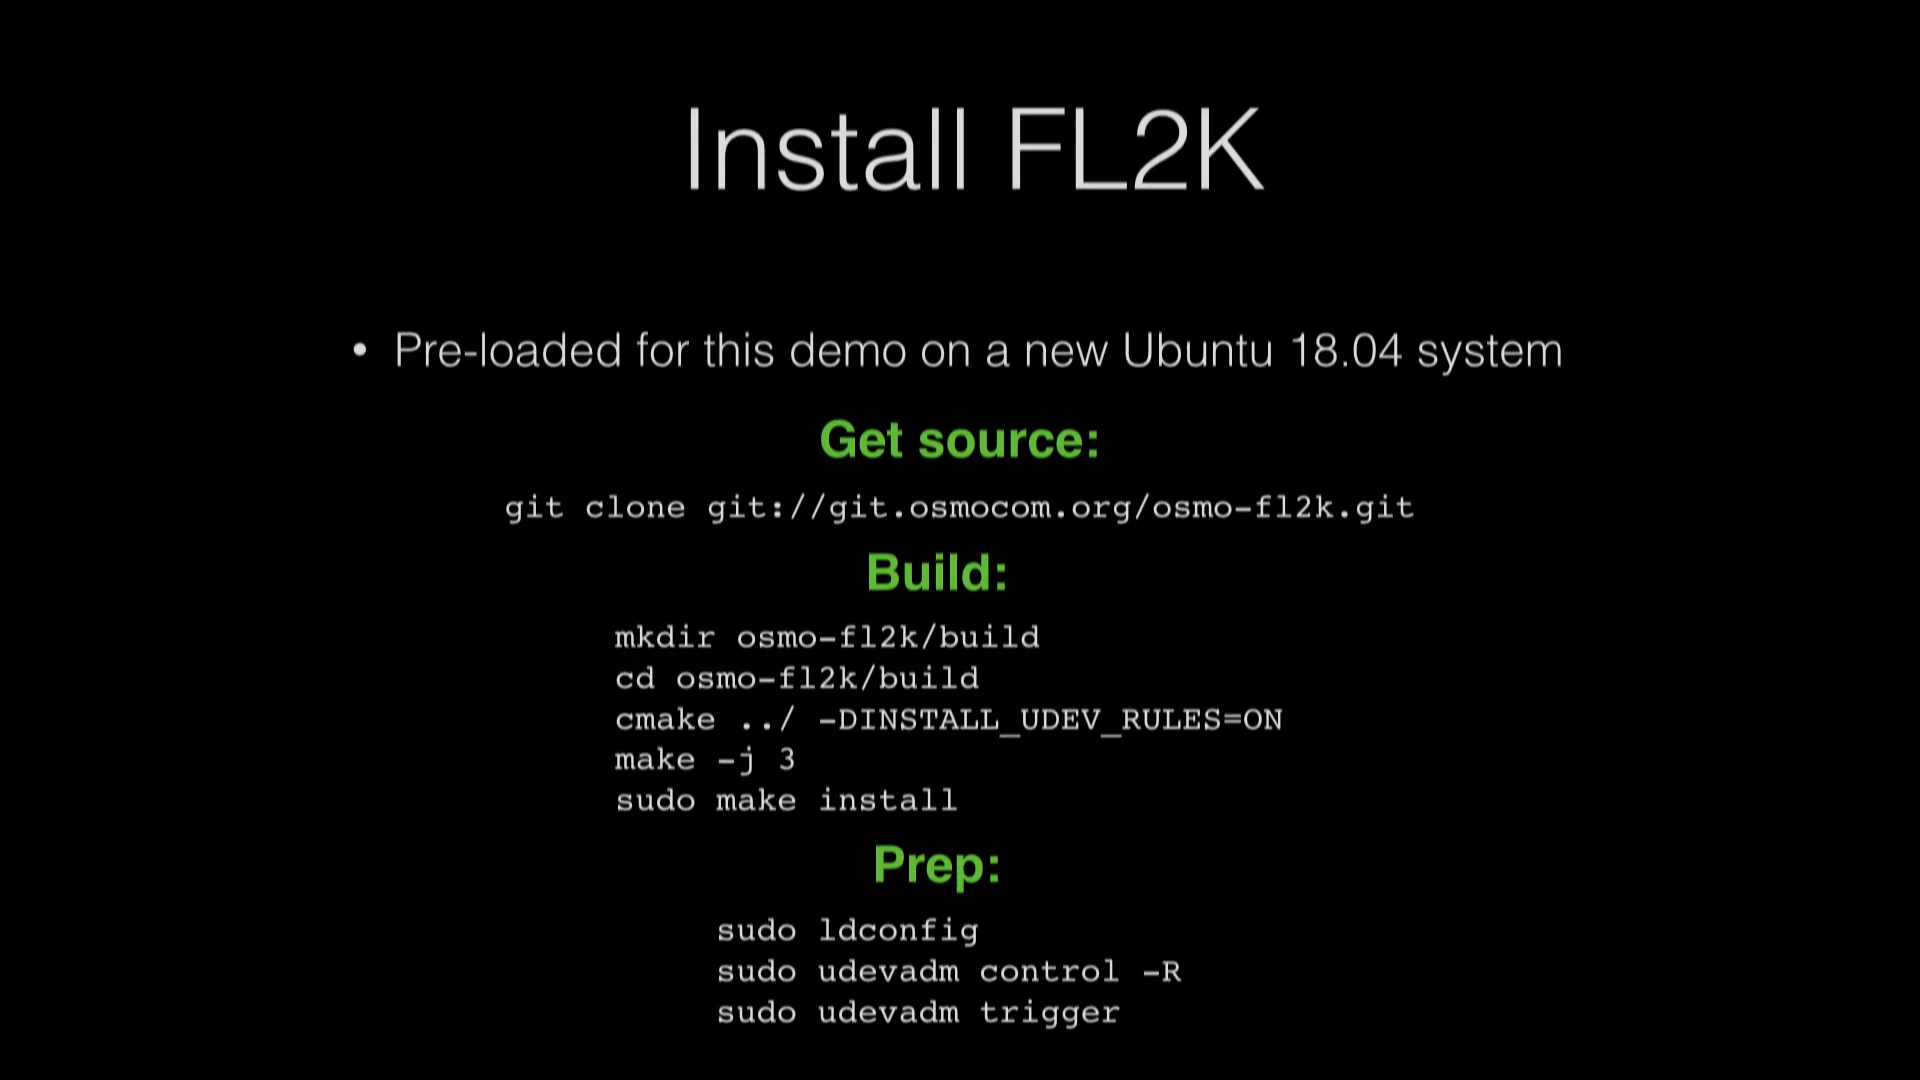 Install FL2K
• Pre-loaded for this demo on a new Ubuntu 18.04 system
Get source:
git clone git://git.osmocom.org/osmo-fl2k.git
Build:
mkdir osmo-fl2k/build
cd osmo-fl2k/build
cmake ../ -DINSTALL_UDEV_RULES=ON
make -j 3
sudo make install
Prep:
sudo ldconfig
sudo udevadm control -R
sudo udevadm trigger